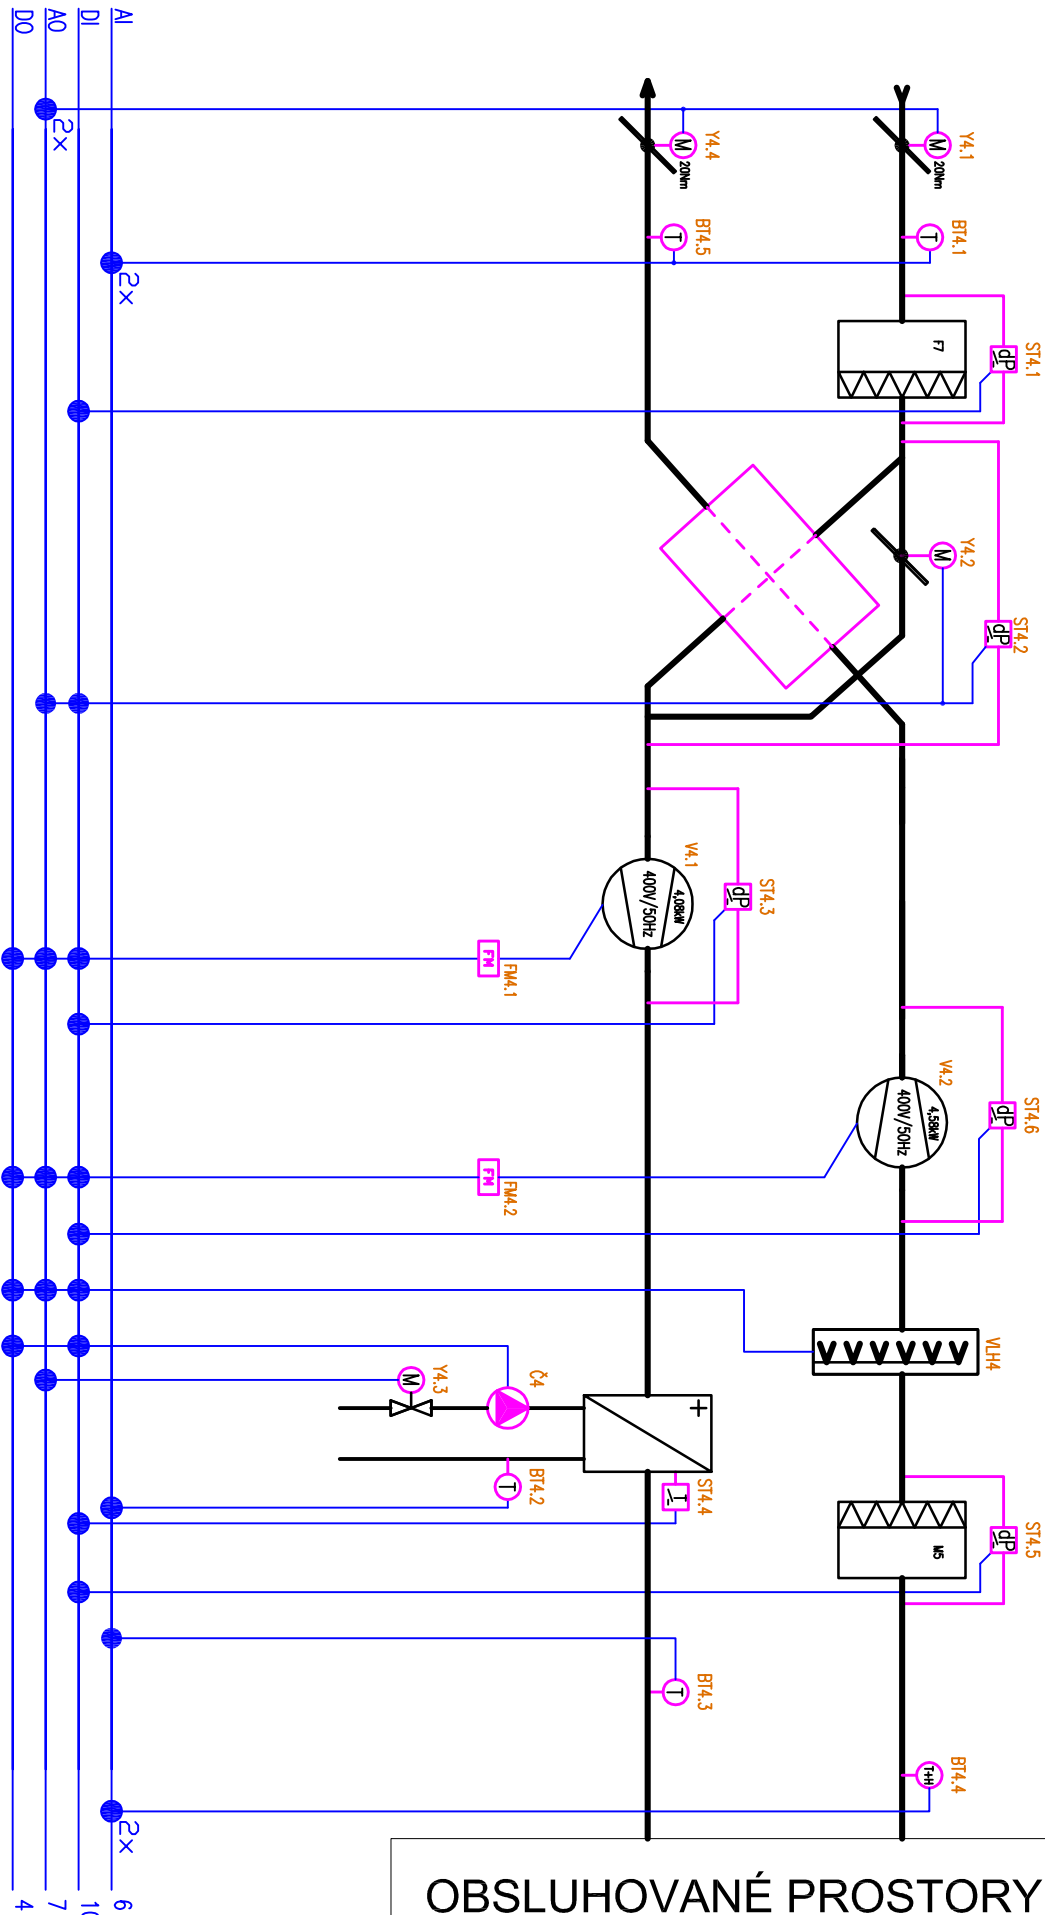 AI
DI
AO
DO
Y4.1
M
20Nm
Y4.4
M
20Nm
2x
BT4.1
T
BT4.5
T
2x
ST4.1
dP
F7
Y4.2
M
ST4.2
dP
V4.1
4,08kW
400V/50Hz
ST4.3
dP
FM
FM4.1
V4.2
4,58kW
400V/50Hz
ST4.6
dP
FM
FM4.2
VLH4
Y4.3
M
Č4
+
BT4.2
T
ST4.4
T
ST4.5
dP
M5
BT4.3
T
BT4.4
T+H
2x
6
7
4
OBSLUHOVANÉ PROSTORY